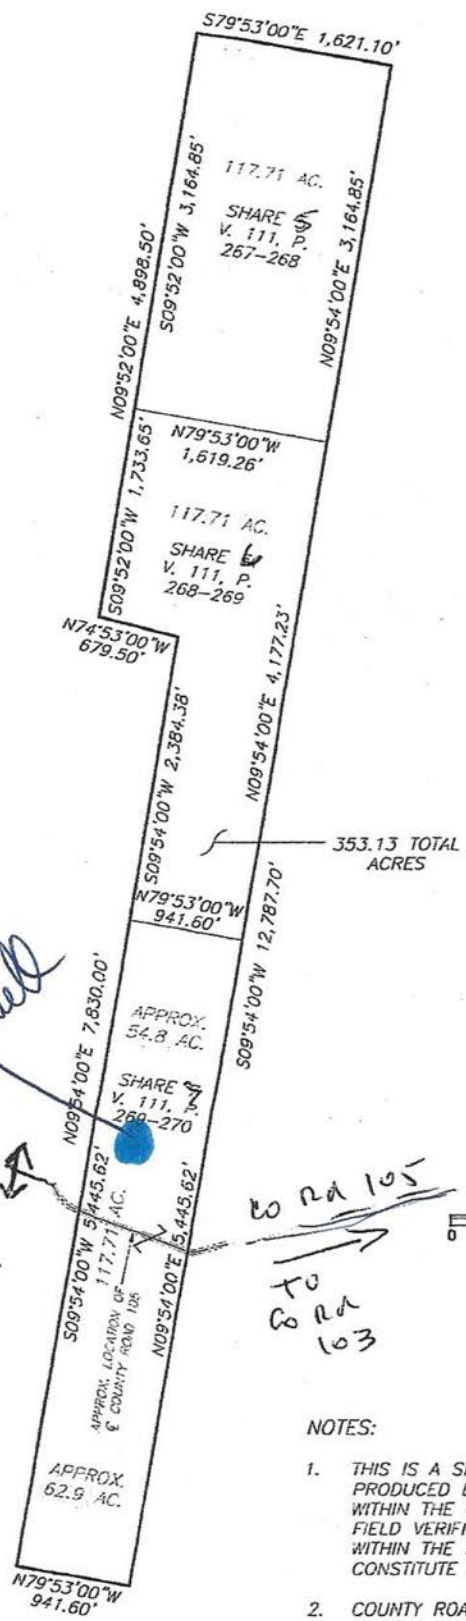 S79°53'00"E 1,621.10'
N09°52'00"E 4,898.50'
S09°52'00"W 3,164.85'
117.71 AC.
SHARE 5
V. 111, P.
267-268
N09°54'00"E 3,164.85'
N79°53'00"W
1,619.26'
S09°52'00"W 1,733.65'
117.71 AC.
SHARE 6
V. 111, P.
268-269
N74°53'00"W
679.50'
N09°54'00"E 4,177.23'
S09°54'00"W 2,384.38'
353.13 TOTAL
ACRES
N79°53'00"W
941.60'
S09°54'00"W 12,787.70'
N09°54'00"E 7,830.00'
APPROX.
54.8 AC.
SHARE 7
V. 111, P.
269-270
S09°54'00"W 5,445.62'
117.71 AC.
N09°54'00"E 5,445.62'
APPROX. LOCATION OF
℄ COUNTY ROAD 105
Co Rd 105
TO
Co Rd
103
APPROX.
62.9 AC.
N79°53'00"W
941.60'
NOTES:
1. THIS IS A
PRODUCED
WITHIN THE
FIELD
WITHIN THE
CONSTITUTE
2. COUNTY